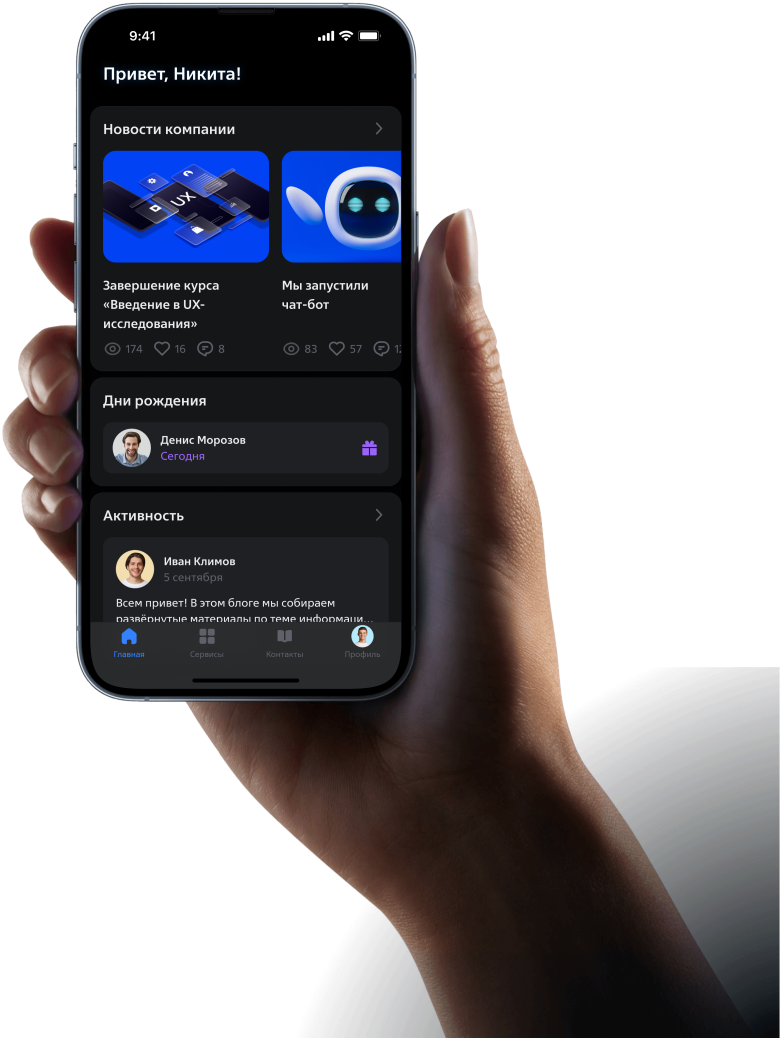 9:41
Привет, Никита!
Новости компании
UX
Завершение курса
«Введение в UX-
исследования»
174 16 8
Мы запустили
чат-бот
83 57
Дни рождения
Денис Морозов
Сегодня
Активность
Иван Климов
5 сентября
Всем привет! В этом блоге мы собираем
развёрнутые материалы по теме информаци...
Главная
Сервисы
Контакты
Профиль